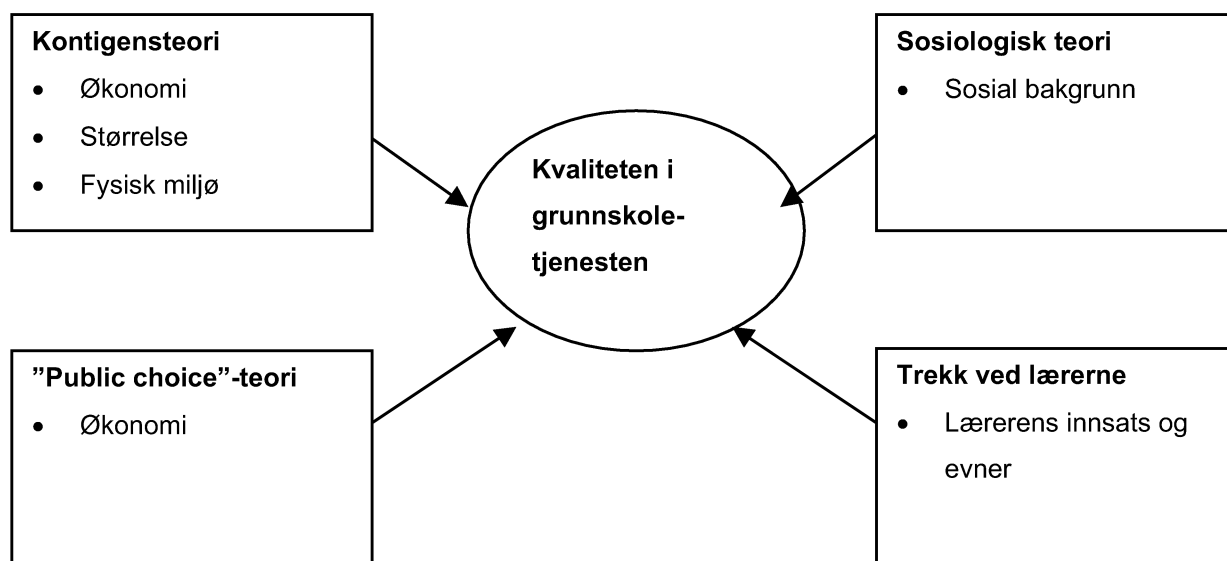 Kontigensteori
• Økonomi
• Størrelse
• Fysisk miljø
Sosiologisk teori
• Sosial bakgrunn
Kvaliteten i
grunnskole-
tjenesten
”Public choice”-teori
• Økonomi
Trekk ved lærerne
• Lærerens innsats og
evner